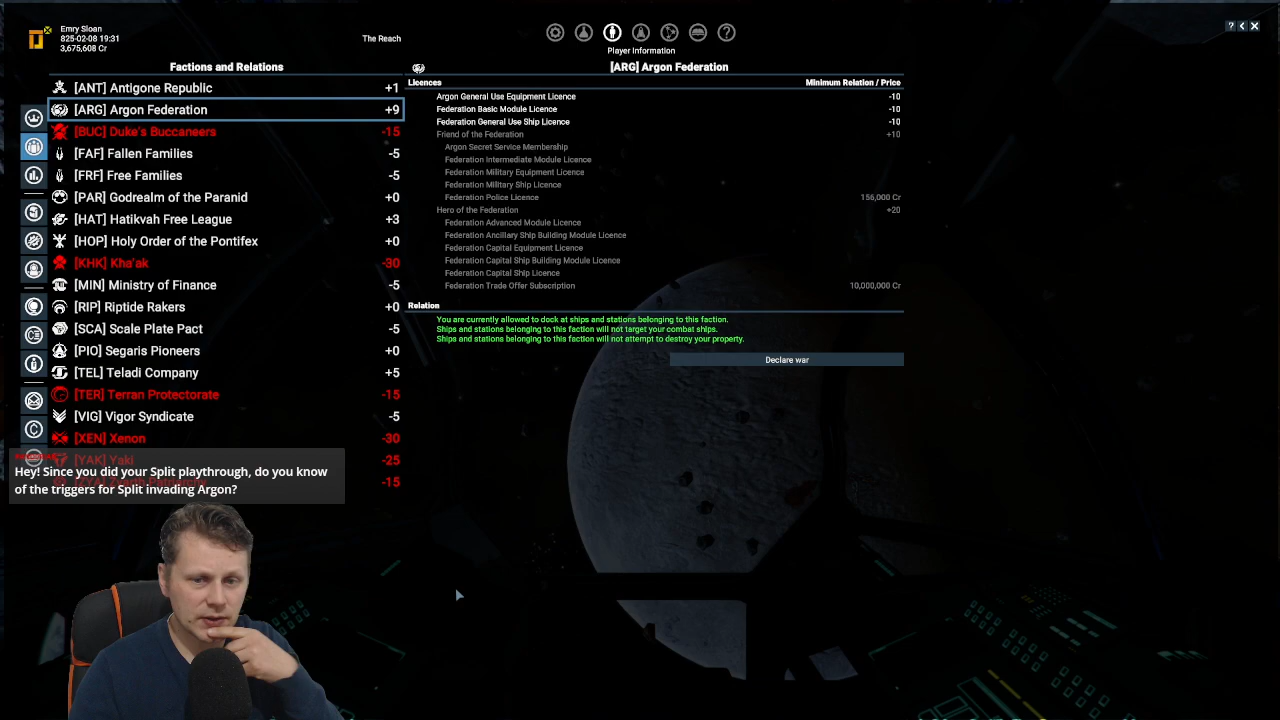 Emry Sloan
825-02-08 19:31
3,675,608 Cr
The Reach
Player Information
? < X
Factions and Relations
[ANT] Antigone Republic +1
[ARG] Argon Federation +9
[BUC] Duke's Buccaneers -15
[FAF] Fallen Families -5
[FRF] Free Families -5
[PAR] Godrealm of the Paranid +0
[HAT] Hatikvah Free League +3
[HOP] Holy Order of the Pontifex +0
[KHK] Kha'ak -30
[MIN] Ministry of Finance -5
[RIP] Riptide Rakers +0
[SCA] Scale Plate Pact -5
[PIO] Segaris Pioneers +0
[TEL] Teladi Company +5
[TER] Terran Protectorate -15
[VIG] Vigor Syndicate -5
[XEN] Xenon -30
[YAK] Yaki -25
-15
Hey! Since you did your Split playthrough, do you know
of the triggers for Split invading Argon?
[ARG] Argon Federation
Licences Minimum Relation / Price
Argon General Use Equipment Licence -10
Federation Basic Module Licence -10
Federation General Use Ship Licence -10
Friend of the Federation +10
Argon Secret Service Membership
Federation Intermediate Module Licence
Federation Military Equipment Licence
Federation Military Ship Licence
Federation Police Licence 156,000 Cr
Hero of the Federation +20
Federation Advanced Module Licence
Federation Ancillary Ship Building Module Licence
Federation Capital Equipment Licence
Federation Capital Ship Building Module Licence
Federation Capital Ship Licence
Federation Trade Offer Subscription 10,000,000 Cr
Relation
You are currently allowed to dock at ships and stations belonging to this faction.
Ships and stations belonging to this faction will not target your combat ships.
Ships and stations belonging to this faction will not attempt to destroy your property.
Declare war